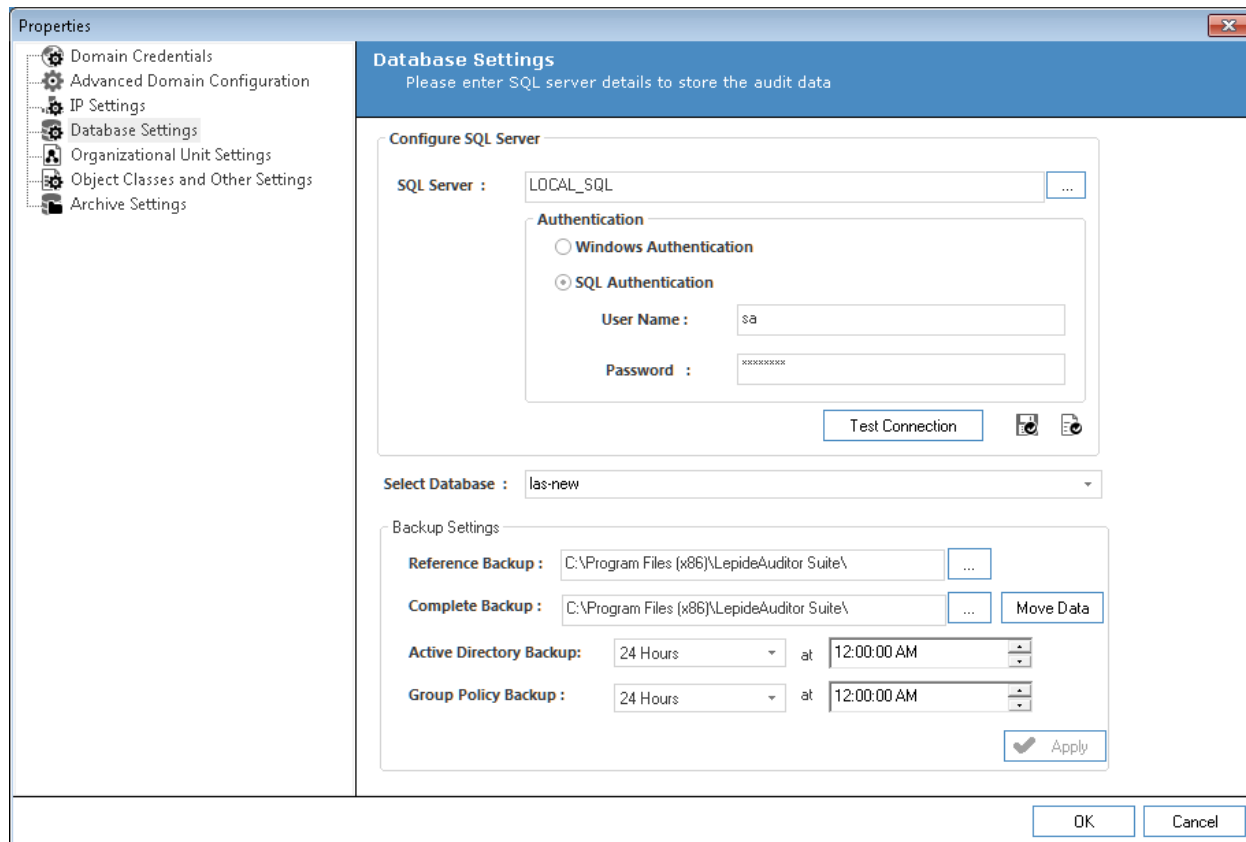 Properties
Domain Credentials
Advanced Domain Configuration
IP Settings
Database Settings
Organizational Unit Settings
Object Classes and Other Settings
Archive Settings
Database Settings
Please enter SQL server details to store the audit data
Configure SQL Server
SQL Server : LOCAL_SQL ...
Authentication
Windows Authentication
SQL Authentication
User Name : sa
Password : ********
Test Connection
Select Database : las-new
Backup Settings
Reference Backup : C:\Program Files (x86)\LepideAuditor Suite\ ...
Complete Backup : C:\Program Files (x86)\LepideAuditor Suite\ ... Move Data
Active Directory Backup: 24 Hours at 12:00:00 AM
Group Policy Backup : 24 Hours at 12:00:00 AM
Apply
OK Cancel